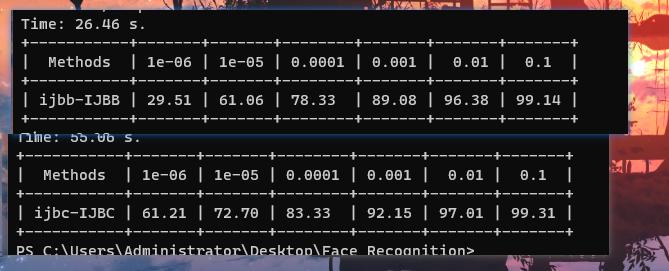 Time: 26.46 s.
+-----------+-------+-------+--------+-------+-------+-------+
|  Methods  | 1e-06 | 1e-05 | 0.0001 | 0.001 |  0.01 |  0.1  |
+-----------+-------+-------+--------+-------+-------+-------+
| ijbb-IJBB | 29.51 | 61.06 | 78.33  | 89.08 | 96.38 | 99.14 |
+-----------+-------+-------+--------+-------+-------+-------+
Time: 55.06 s.
+-----------+-------+-------+--------+-------+-------+-------+
|  Methods  | 1e-06 | 1e-05 | 0.0001 | 0.001 |  0.01 |  0.1  |
+-----------+-------+-------+--------+-------+-------+-------+
| ijbc-IJBC | 61.21 | 72.70 | 83.33  | 92.15 | 97.01 | 99.31 |
+-----------+-------+-------+--------+-------+-------+-------+
PS C:\Users\Administrator\Desktop\Face Recognition>